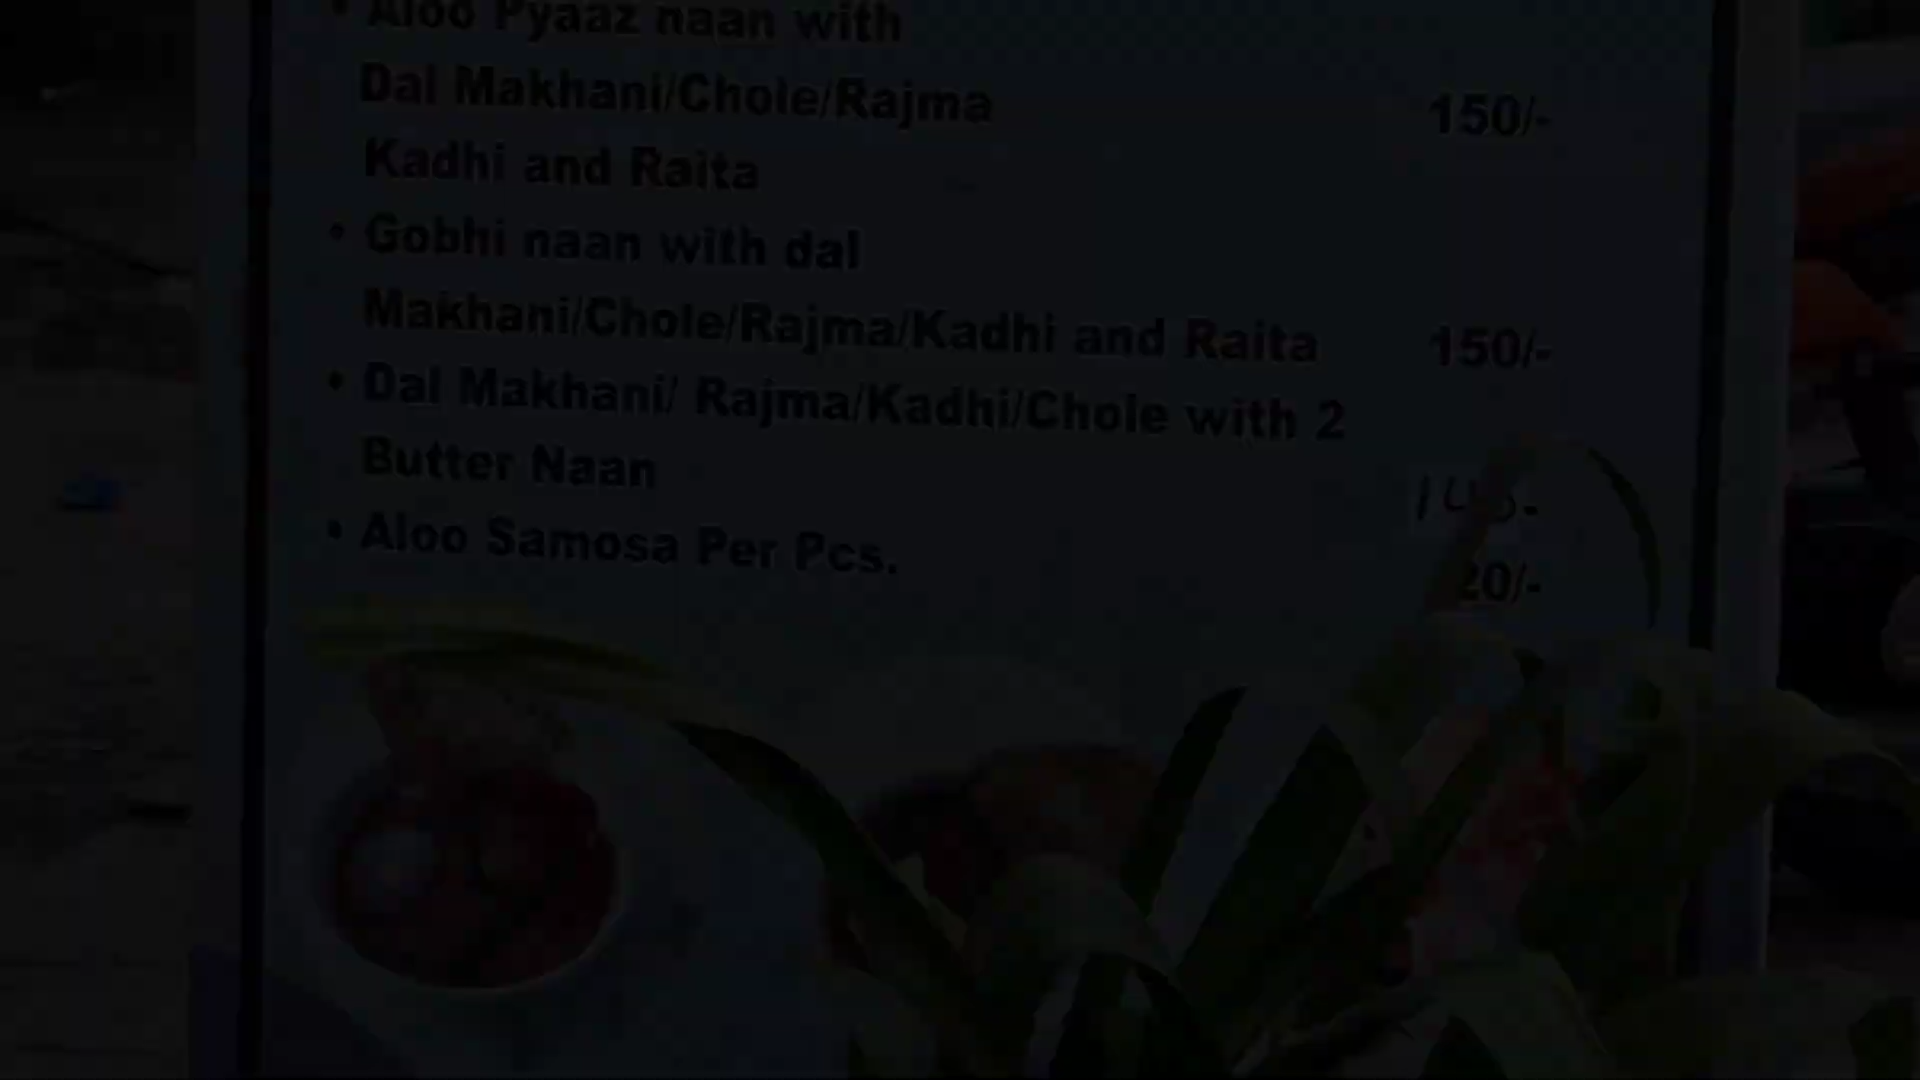 • Aloo Pyaaz naan with
Dal Makhani/Chole/Rajma 150/-
Kadhi and Raita
• Gobhi naan with dal
Makhani/Chole/Rajma/Kadhi and Raita 150/-
• Dal Makhani/ Rajma/Kadhi/Chole with 2
Butter Naan
• Aloo Samosa Per Pcs. 20/-